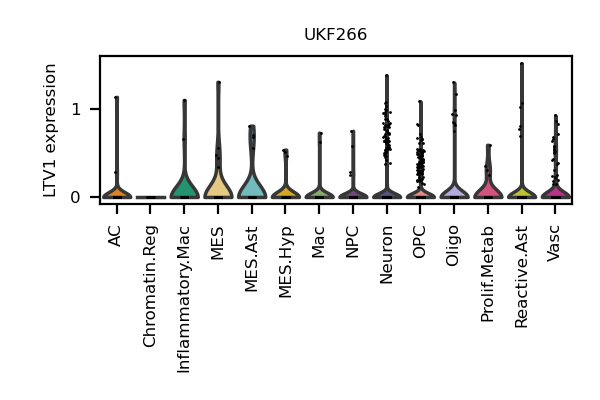 UKF266
LTV1 expression
1
0
AC
Chromatin.Reg
Inflammatory.Mac
MES
MES.Ast
MES.Hyp
Mac
NPC
Neuron
OPC
Oligo
Prolif.Metab
Reactive.Ast
Vasc